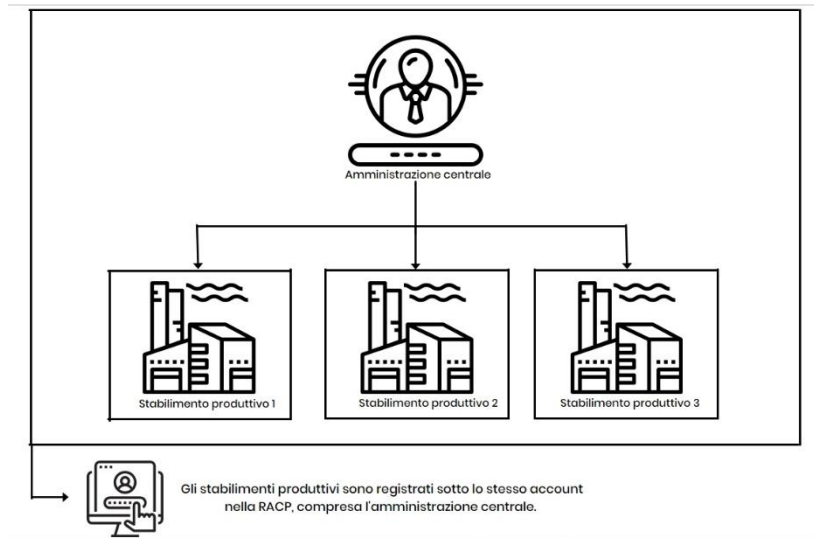 Amministrazione centrale
Stabilimento produttivo 1
Stabilimento produttivo 2
Stabilimento produttivo 3
Gli stabilimenti produttivi sono registrati sotto lo stesso account
nella RACP, compresa l'amministrazione centrale.